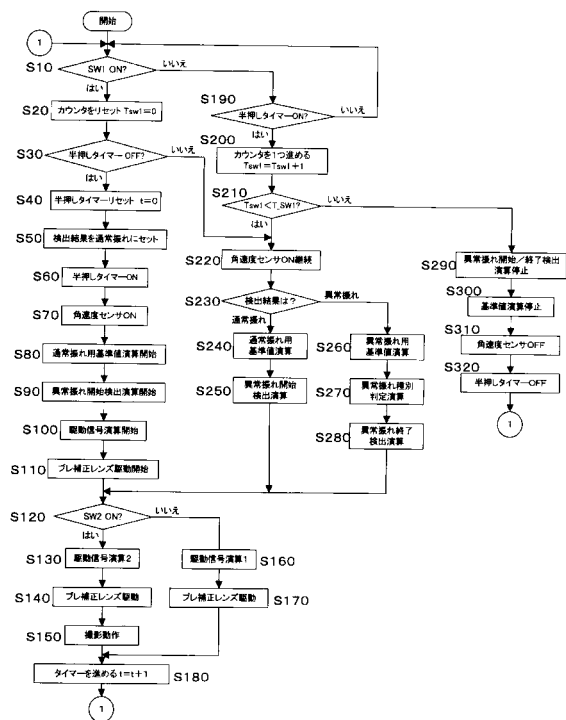 開始
1
S10
SW1 ON?
いいえ
はい
S20
カウンタをリセット Tsw1=0
S30
半押しタイマー OFF?
いいえ
はい
S40
半押しタイマーリセット t=0
S50
検出結果を通常振れにセット
S60
半押しタイマーON
S70
角速度センサON
S80
通常振れ用基準値演算開始
S90
異常振れ開始検出演算開始
S100
駆動信号演算開始
S110
ブレ補正レンズ駆動開始
S120
SW2 ON?
いいえ
はい
S130
駆動信号演算2
S140
ブレ補正レンズ駆動
S150
撮影動作
駆動信号演算1
S160
ブレ補正レンズ駆動
S170
タイマーを進める t=t+1
S180
1
S190
半押しタイマーON?
いいえ
はい
S200
カウンタを1つ進める
Tsw1=Tsw1+1
S210
Tsw1<T_SW1?
いいえ
はい
S220
角速度センサON継続
S230
検出結果は?
異常振れ
通常振れ
S240
通常振れ用
基準値演算
S250
異常振れ開始
検出演算
S260
異常振れ用
基準値演算
S270
異常振れ種別
判定演算
S280
異常振れ終了
検出演算
S290
異常振れ開始/終了検出
演算停止
S300
基準値演算停止
S310
角速度センサOFF
S320
半押しタイマーOFF
1